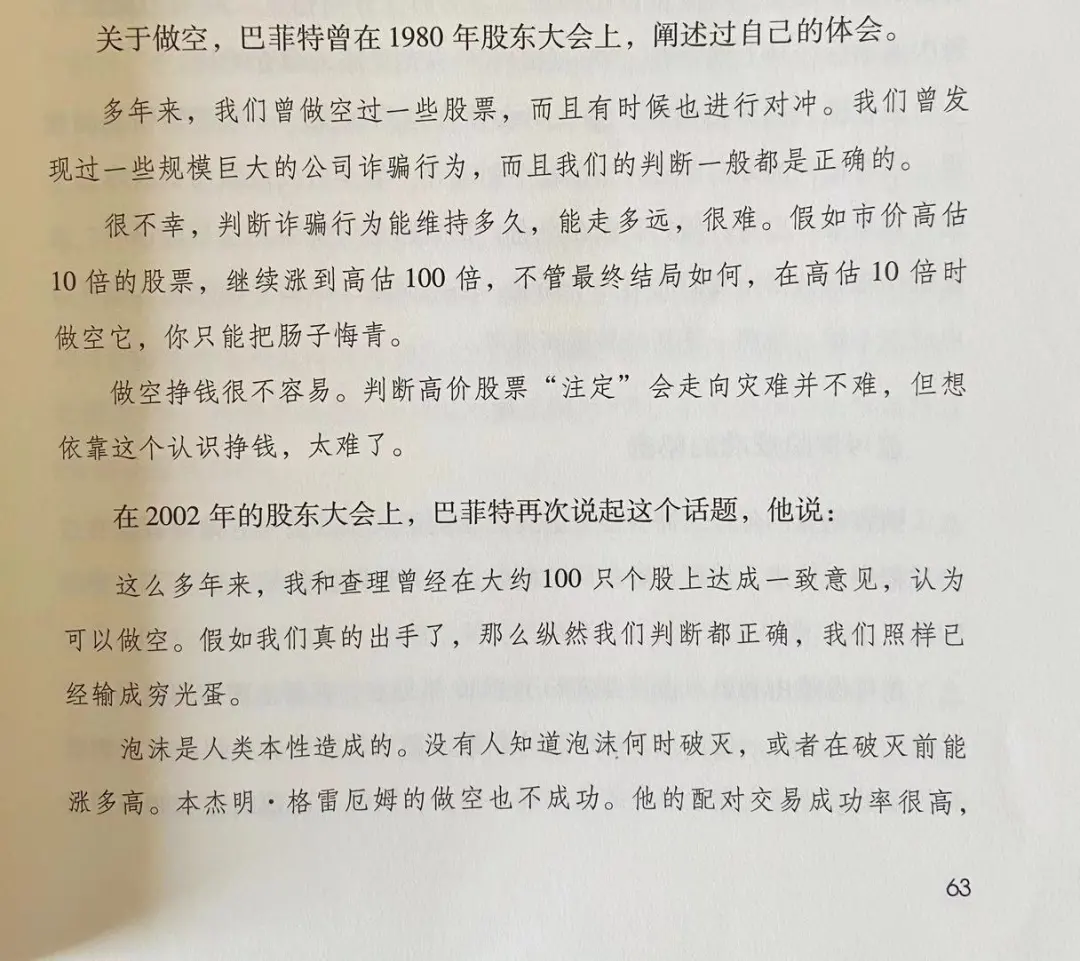 关于做空，巴菲特曾在 1980 年股东大会上，阐述过自己的体会。
多年来，我们曾做空过一些股票，而且有时候也进行对冲。我们曾发
现过一些规模巨大的公司诈骗行为，而且我们的判断一般都是正确的。
很不幸，判断诈骗行为能维持多久，能走多远，很难。假如市价高估
10 倍的股票，继续涨到高估 100 倍，不管最终结局如何，在高估 10 倍时
做空它，你只能把肠子悔青。
做空挣钱很不容易。判断高价股票“注定”会走向灾难并不难，但想
依靠这个认识挣钱，太难了。
在 2002 年的股东大会上，巴菲特再次说起这个话题，他说：
这么多年来，我和查理曾经在大约 100 只个股上达成一致意见，认为
可以做空。假如我们真的出手了，那么纵然我们判断都正确，我们照样已
经输成穷光蛋。
泡沫是人类本性造成的。没有人知道泡沫何时破灭，或者在破灭前能
涨多高。本杰明·格雷厄姆的做空也不成功。他的配对交易成功率很高，
63